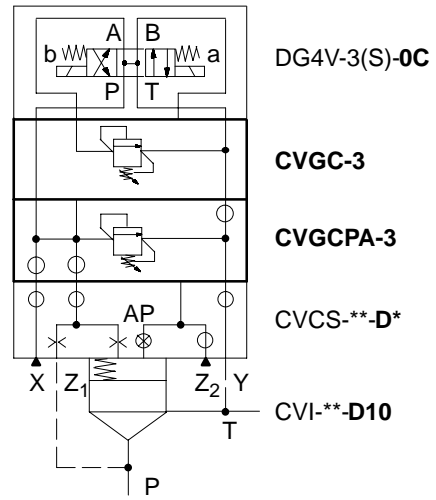 A B
b a
P T
DG4V-3(S)-0C
CVGC-3
CVGCPA-3
AP
CVCS-**-D*
X Z1 Z2 Y
CVI-**-D10
T
P